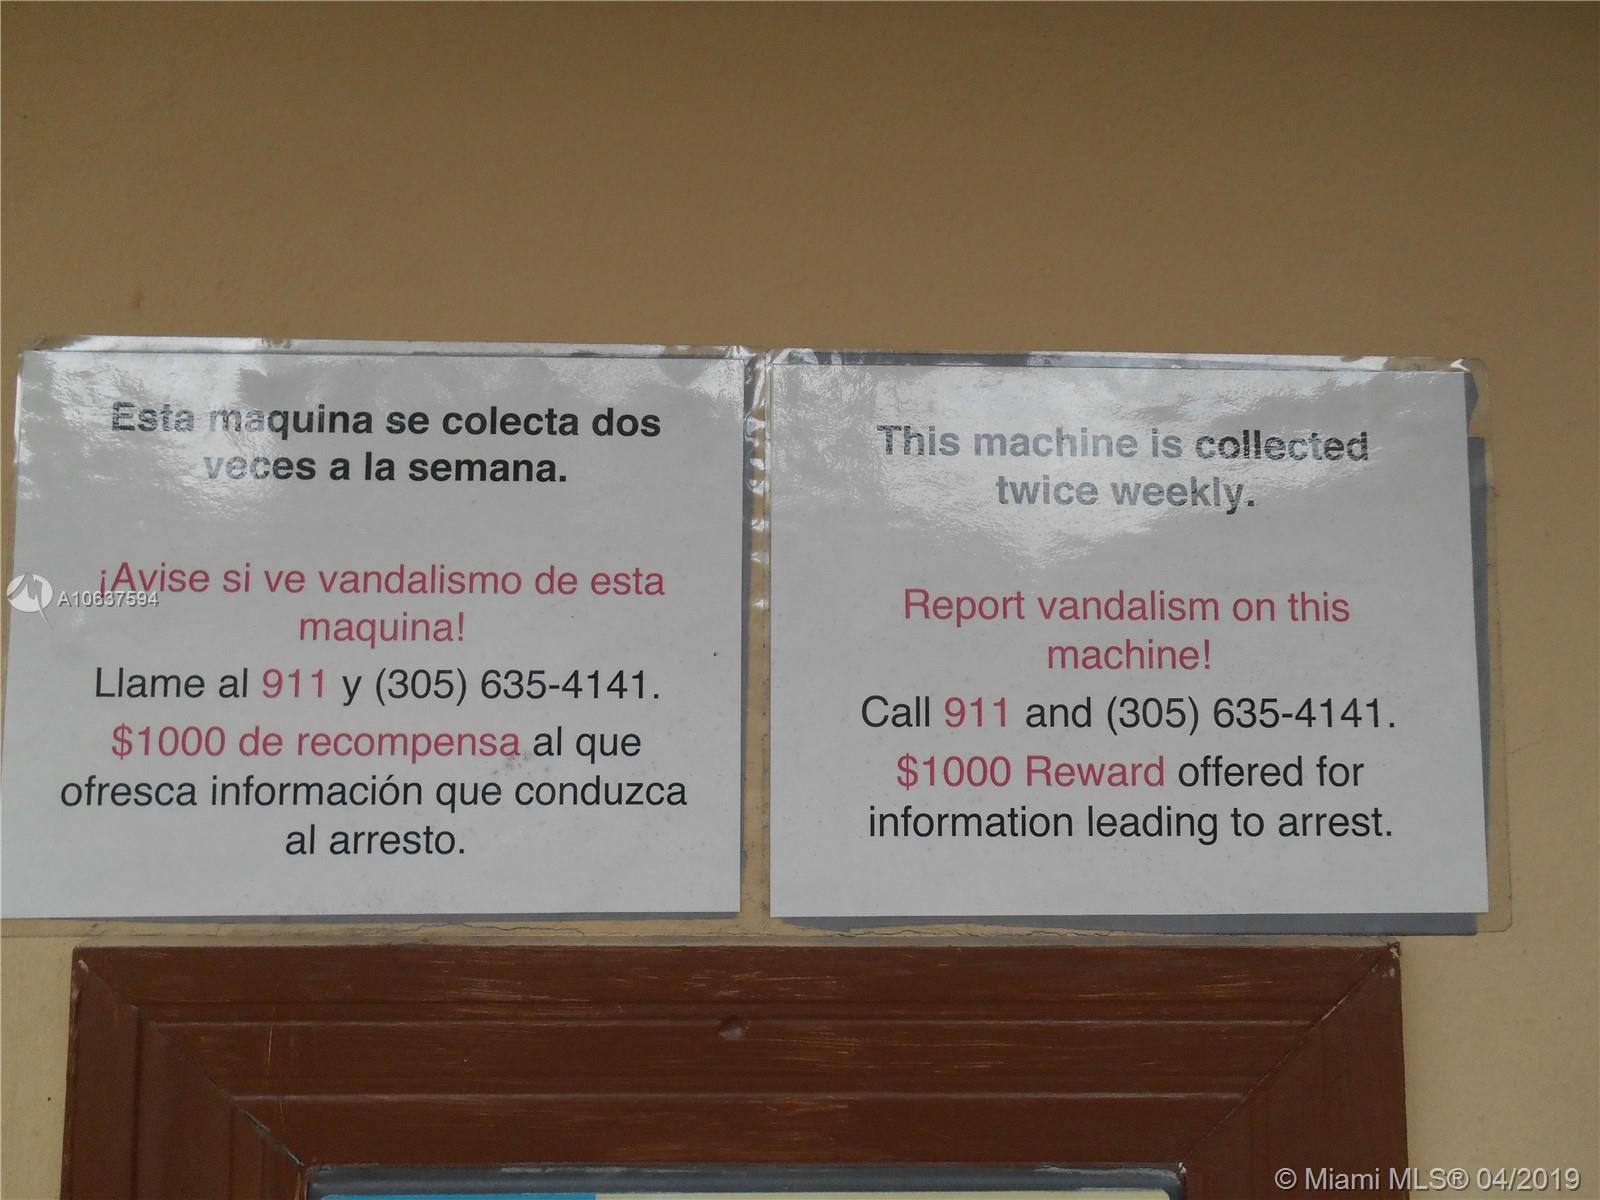 Esta maquina se colecta dos
veces a la semana.
¡Avise si ve vandalismo de esta
maquina!
Llame al 911 y (305) 635-4141.
$1000 de recompensa al que
ofresca información que conduzca
al arresto.
This machine is collected
twice weekly.
Report vandalism on this
machine!
Call 911 and (305) 635-4141.
$1000 Reward offered for
information leading to arrest.
A10637594
© Miami MLS® 04/2019